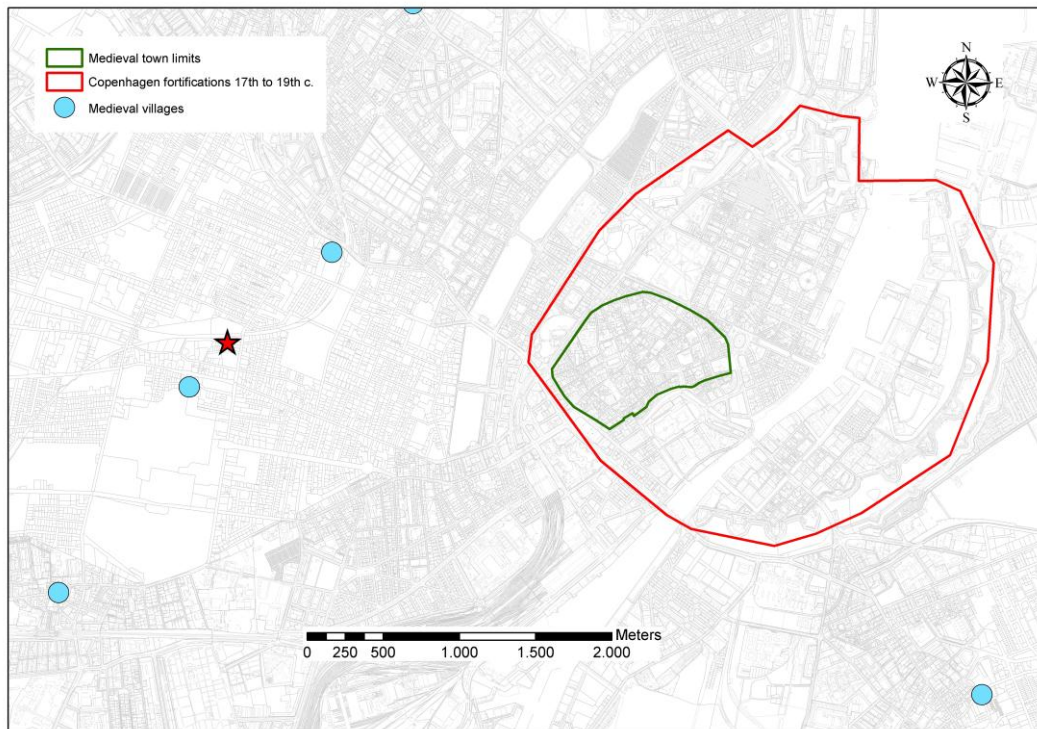 Medieval town limits
Copenhagen fortifications 17th to 19th c.
Medieval villages
N
W E
S
Meters
0 250 500 1.000 1.500 2.000